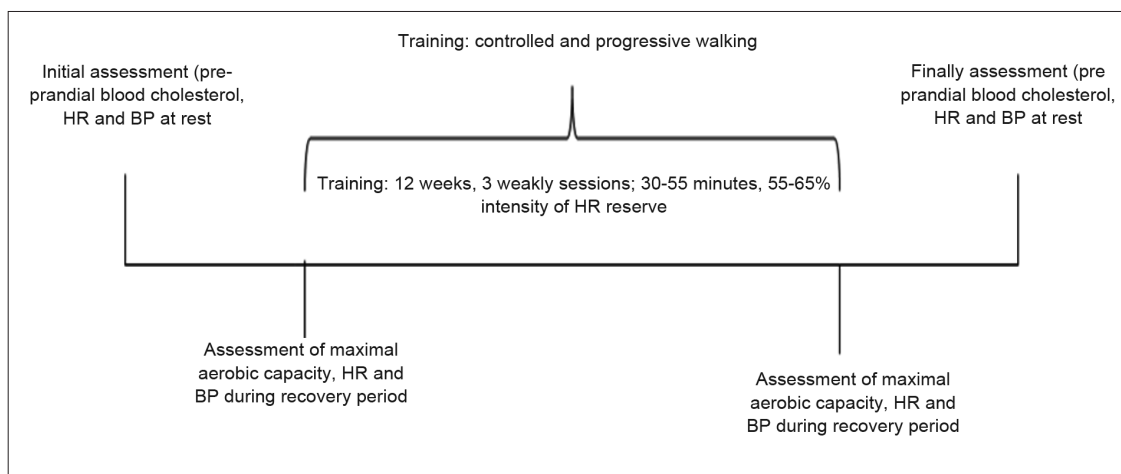 Training: controlled and progressive walking
Initial assessment (pre-
prandial blood cholesterol,
HR and BP at rest
Finally assessment (pre
prandial blood cholesterol,
HR and BP at rest
Training: 12 weeks, 3 weakly sessions; 30-55 minutes, 55-65%
intensity of HR reserve
Assessment of maximal
aerobic capacity, HR and
BP during recovery period
Assessment of maximal
aerobic capacity, HR and
BP during recovery period